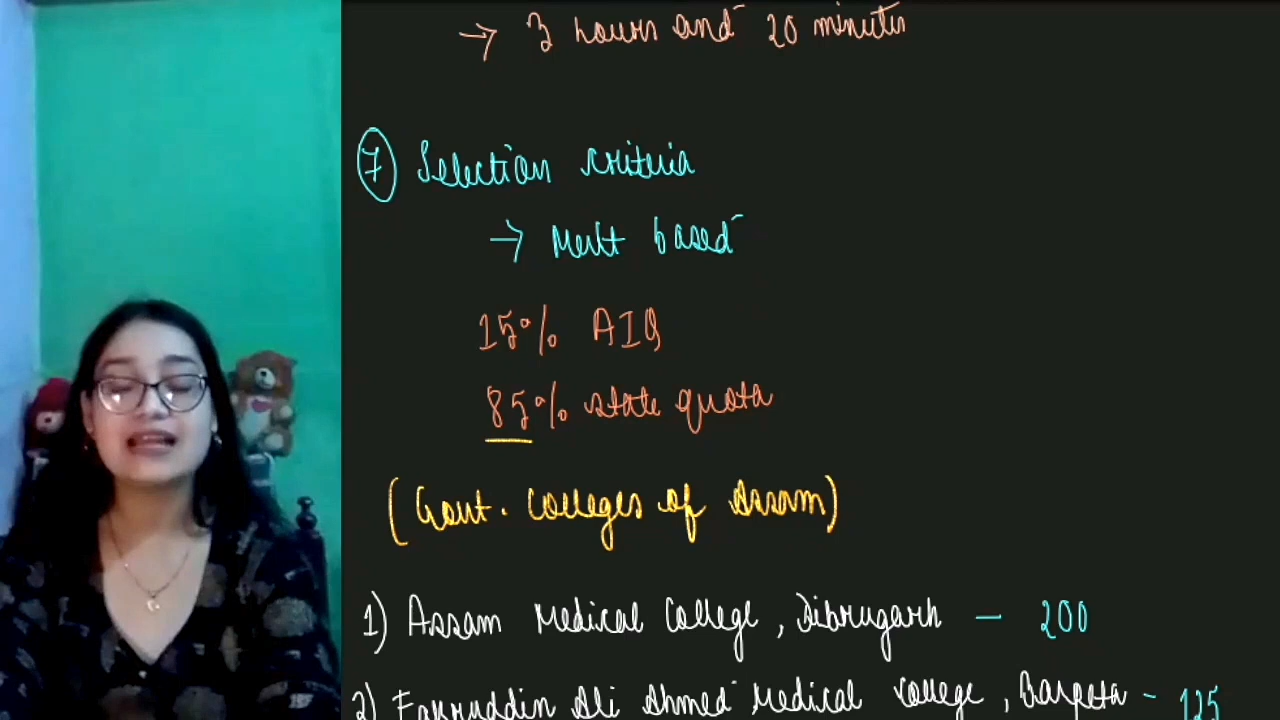 → 3 hours and 20 minutes
7 Selection criteria
→ Merit based
15% AIQ
85% state quota
(Govt. Colleges of Assam)
1) Assam Medical College, Dibrugarh – 200
2) Fakruddin Ali Ahmed Medical College, Barpeta – 125